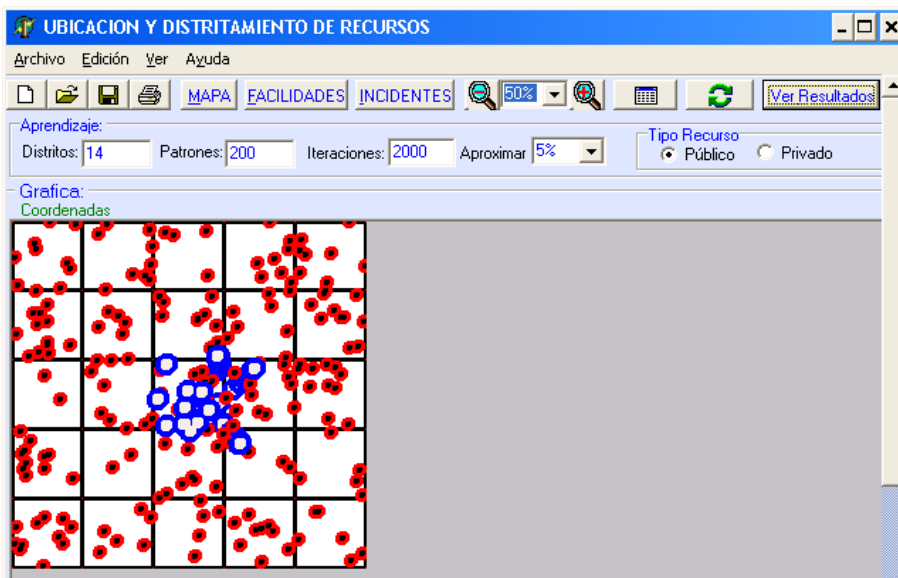 UBICACION Y DISTRITAMIENTO DE RECURSOS
Archivo Edición Ver Ayuda
MAPA FACILIDADES INCIDENTES 50% Ver Resultados
Aprendizaje:
Distritos: 14 Patrones: 200 Iteraciones: 2000 Aproximar 5%
Tipo Recurso
Público Privado
Grafica:
Coordenadas